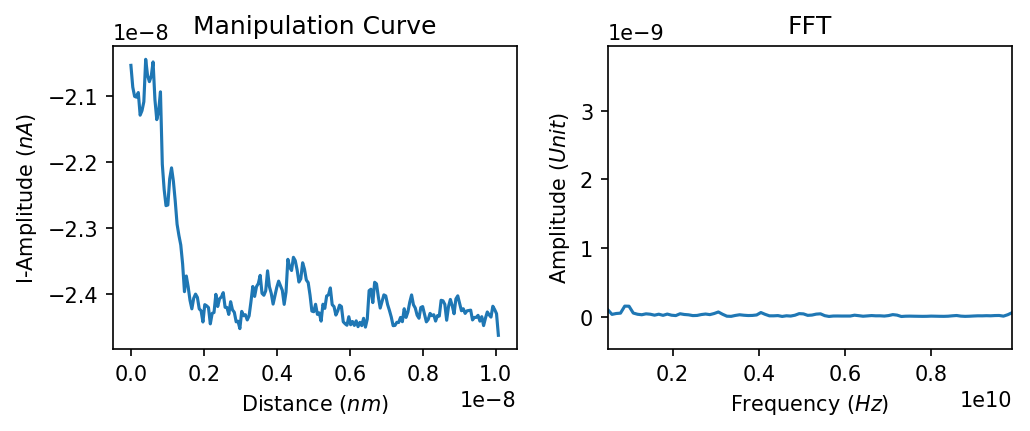 Manipulation Curve
1e−8
−2.1
−2.2
−2.3
−2.4
I-Amplitude (nA)
0.0 0.2 0.4 0.6 0.8 1.0
Distance (nm)
1e−8
FFT
1e−9
3
2
1
0
Amplitude (Unit)
0.2 0.4 0.6 0.8
Frequency (Hz)
1e10